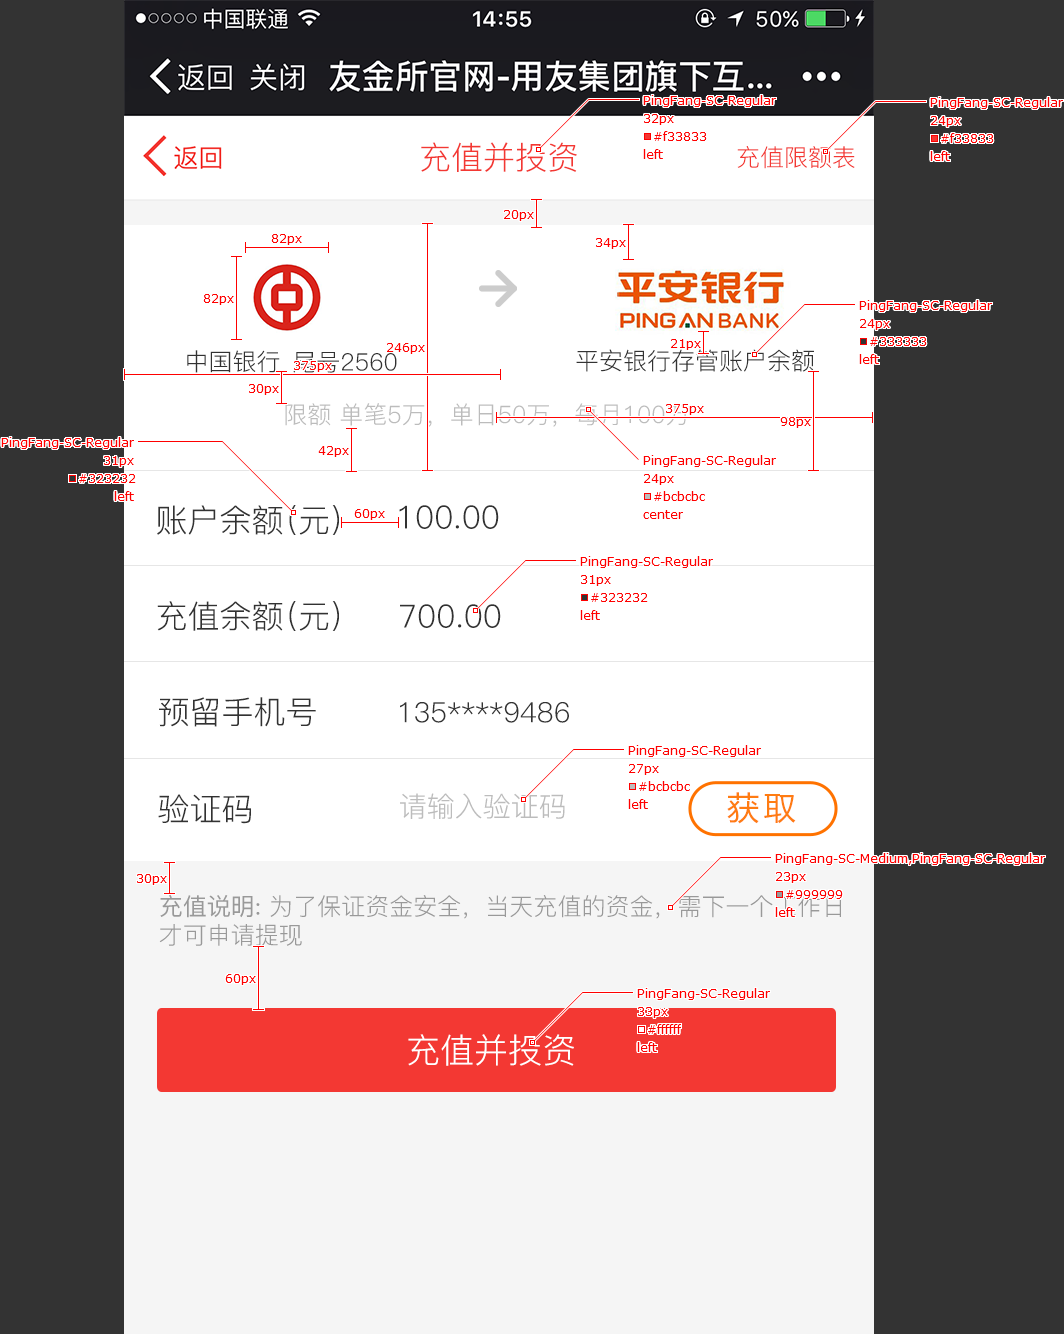 中国联通 14:55 50%
返回 关闭 友金所官网-用友集团旗下互...
PingFang-SC-Regular
32px
#f33833
left
PingFang-SC-Regular
24px
#f33833
left
返回 充值并投资 充值限额表
20px
34px
82px
82px
平安银行
PINGAN BANK
PingFang-SC-Regular
24px
#333333
left
21px
246px
中国银行 尾号2560 平安银行存管账户余额
375px
30px
限额 单笔5万，单日50万，每月100万
375px
98px
42px
PingFang-SC-Regular
31px
#323232
left
PingFang-SC-Regular
24px
#bcbcbc
center
账户余额(元) 60px 100.00
PingFang-SC-Regular
31px
#323232
left
充值余额(元) 700.00
预留手机号 135****9486
PingFang-SC-Regular
27px
#bcbcbc
left
验证码 请输入验证码 获取
PingFang-SC-Medium,PingFang-SC-Regular
23px
#999999
left
30px
充值说明: 为了保证资金安全，当天充值的资金，需下一个工作日
才可申请提现
60px
PingFang-SC-Regular
33px
#ffffff
left
充值并投资